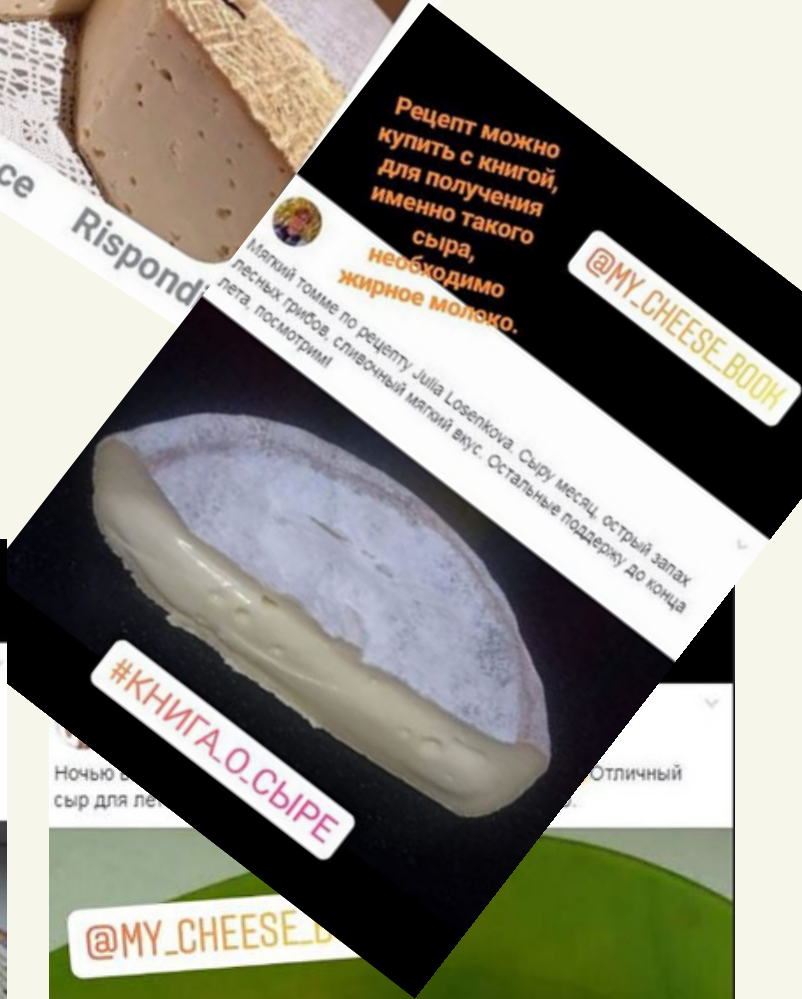 ce Rispondi
Рецепт можно
купить с книгой,
для получения
именно такого
сыра,
необходимо
жирное молоко.
@MY_CHEESE_BOOK
Мягкий томме по рецепту Julia Losenkova. Сыру месяц, острый запах
лесных грибов, сливочный мягкий вкус. Остальные поддержу до конца
лета, посмотрим!
#КНИГА_О_СЫРЕ
Ночью
Отличный
сыр для
@MY_CHEESE_